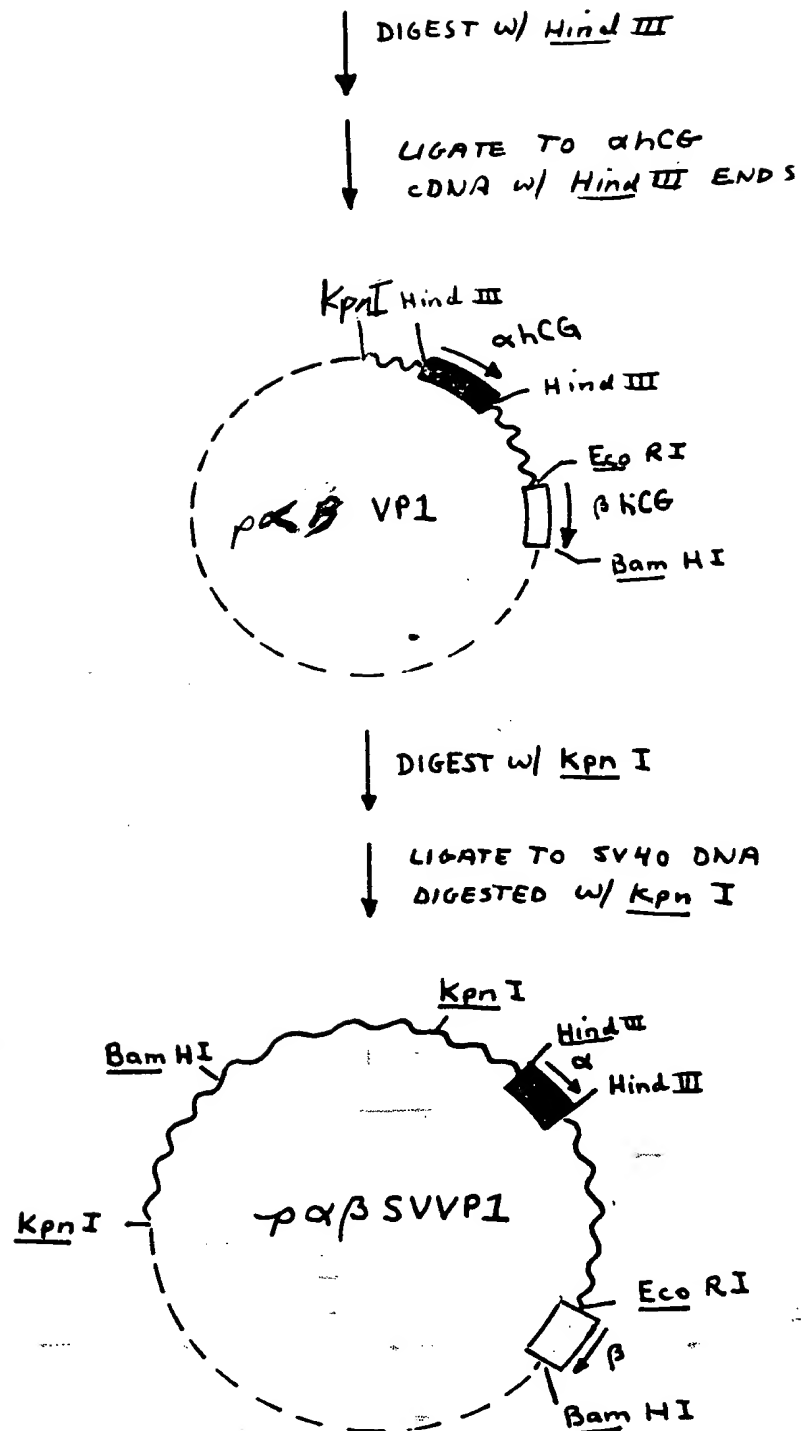 DIGEST W/ Hind III
LIGATE TO αhCG
cDNA W/ Hind III ENDS
KpnI Hind III
αhCG
Hind III
Eco RI
pαβ VP1
βhCG
Bam HI
DIGEST W/ Kpn I
LIGATE TO SV40 DNA
DIGESTED W/ Kpn I
Kpn I
Hind III
Bam HI
α
Hind III
Kpn I
pαβSVVP1
Eco RI
β
Bam HI